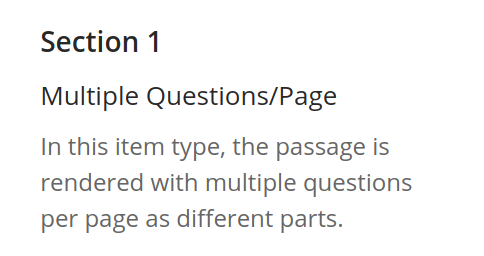 Section 1
Multiple Questions/Page
In this item type, the passage is
rendered with multiple questions
per page as different parts.